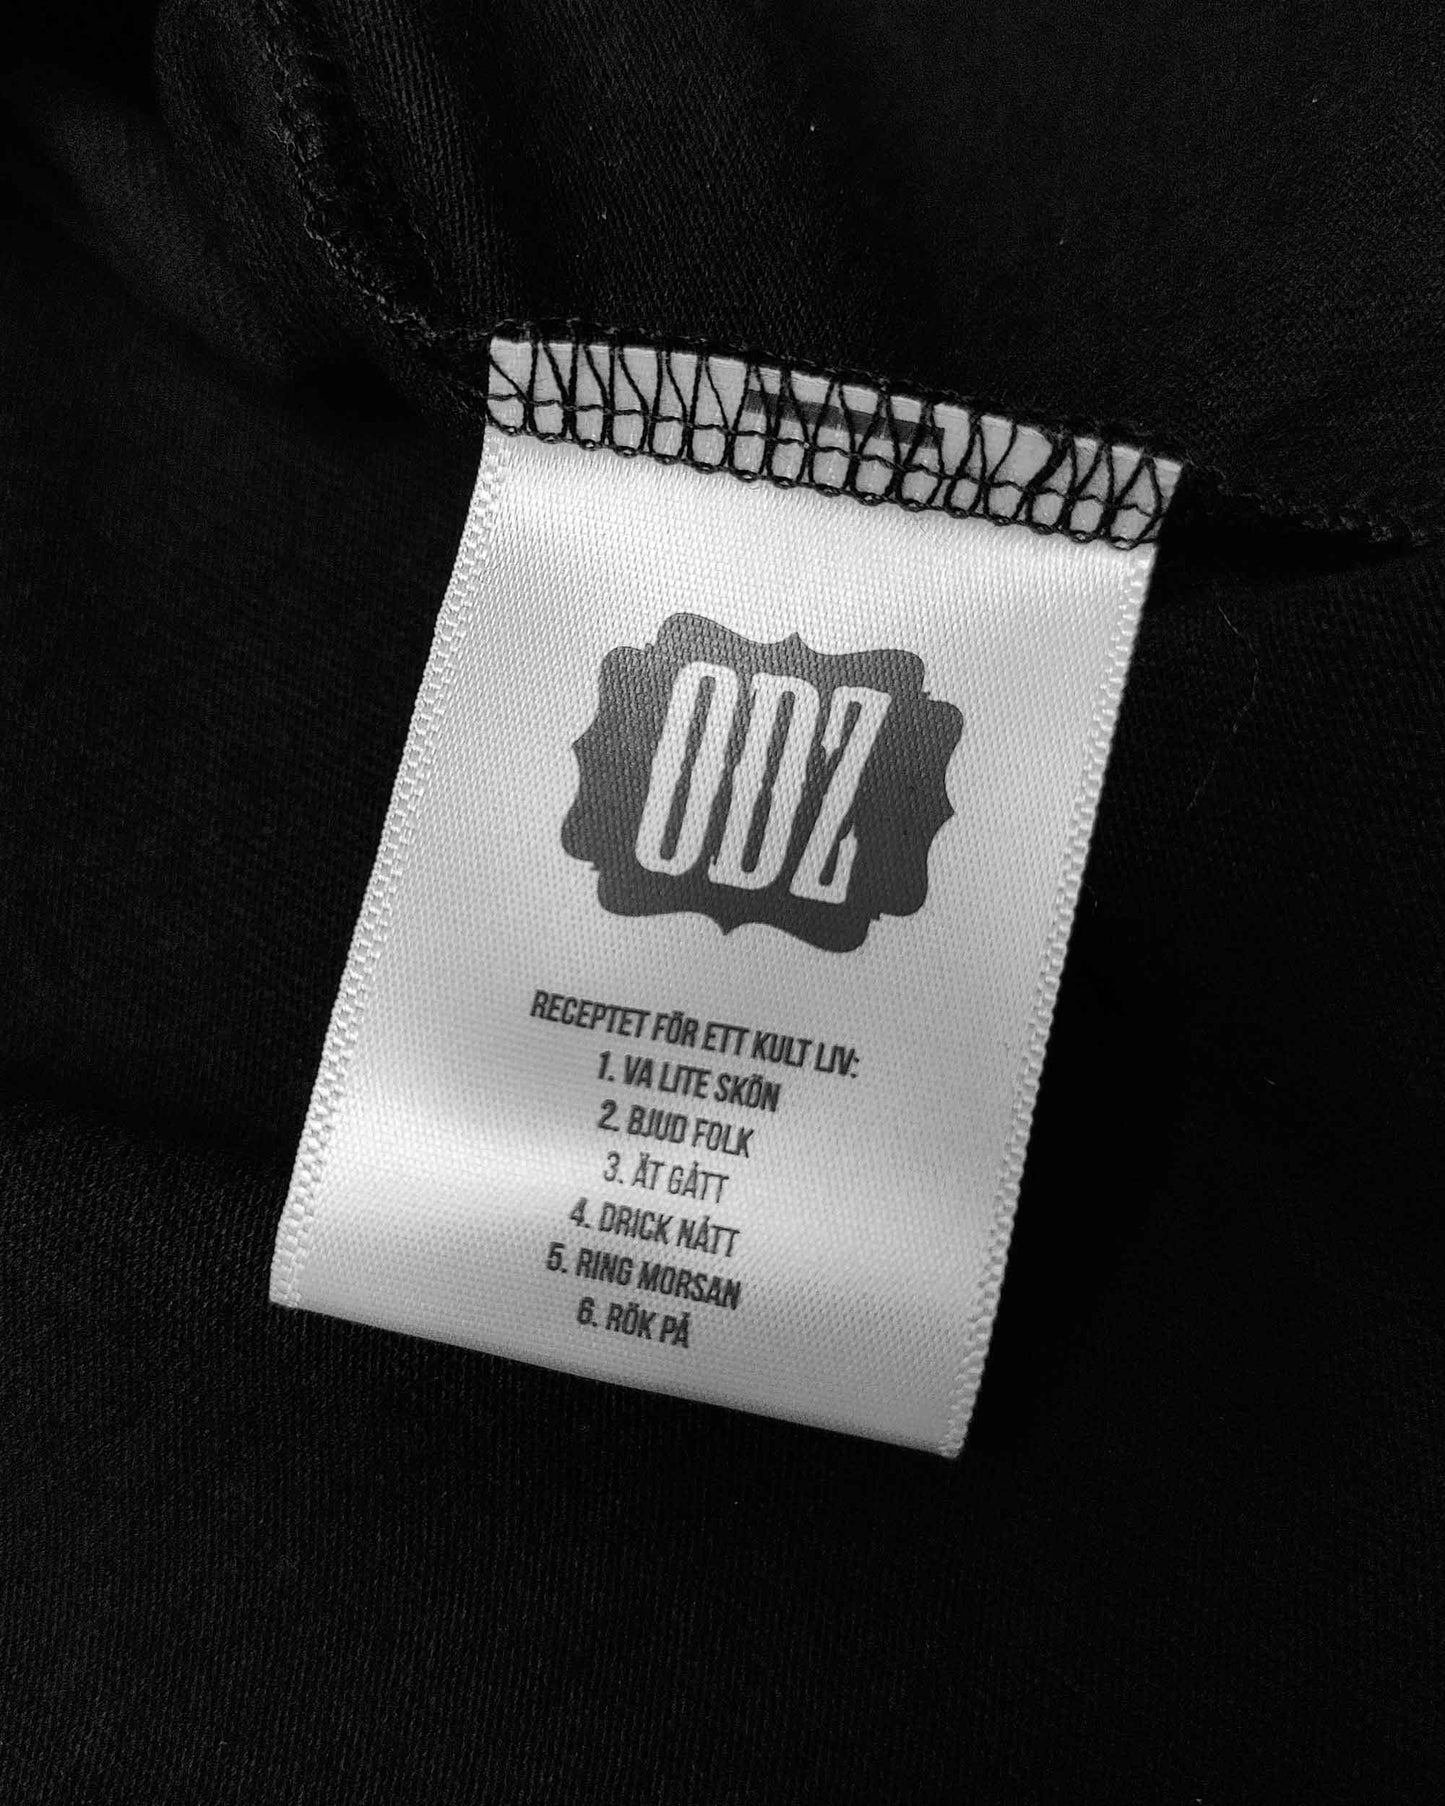 ODZ
RECEPTET FÖR ETT KULT LIV:
1. VA LITE SKÖN
2. BJUD FOLK
3. ÄT GÅTT
4. DRICK NÅTT
5. RING MORSAN
6. RÖK PÅ